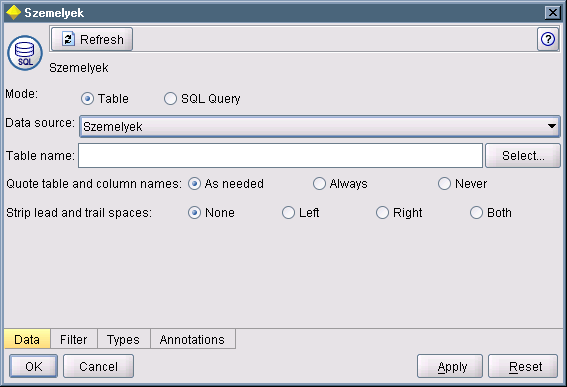 Szemelyek
Refresh
?
SQL
Szemelyek
Mode: Table SQL Query
Data source: Szemelyek
Table name: Select...
Quote table and column names: As needed Always Never
Strip lead and trail spaces: None Left Right Both
Data Filter Types Annotations
OK Cancel Apply Reset